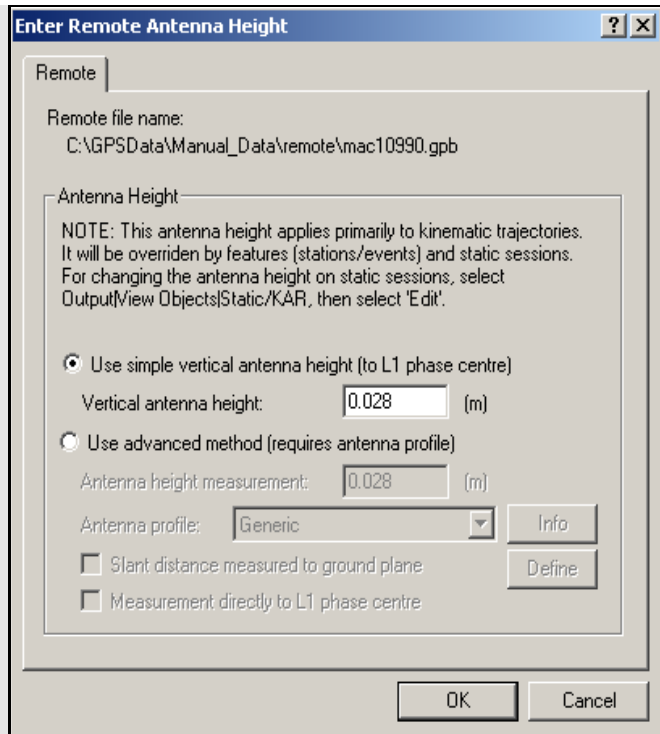 Enter Remote Antenna Height
Remote
Remote file name:
C:\GPSData\Manual_Data\remote\mac10990.gpb
Antenna Height
NOTE: This antenna height applies primarily to kinematic trajectories.
It will be overriden by features (stations/events) and static sessions.
For changing the antenna height on static sessions, select
Output|View Objects|Static/KAR, then select 'Edit'.
Use simple vertical antenna height (to L1 phase centre)
Vertical antenna height: 0.028 (m)
Use advanced method (requires antenna profile)
Antenna height measurement: 0.028 (m)
Antenna profile: Generic Info
Slant distance measured to ground plane Define
Measurement directly to L1 phase centre
OK Cancel